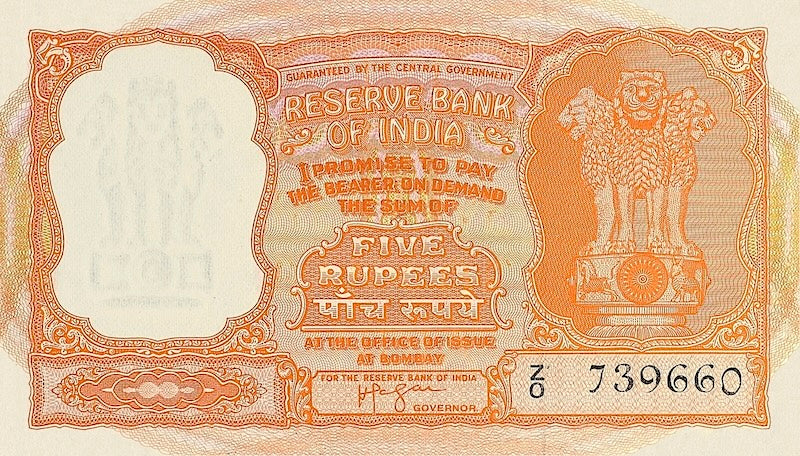 5 5
GUARANTEED BY THE CENTRAL GOVERNMENT
RESERVE BANK
OF INDIA
I PROMISE TO PAY
THE BEARER ON DEMAND
THE SUM OF
FIVE
RUPEES
पाँच रूपये
AT THE OFFICE OF ISSUE
AT BOMBAY
FOR THE RESERVE BANK OF INDIA
GOVERNOR.
Z/0 739660